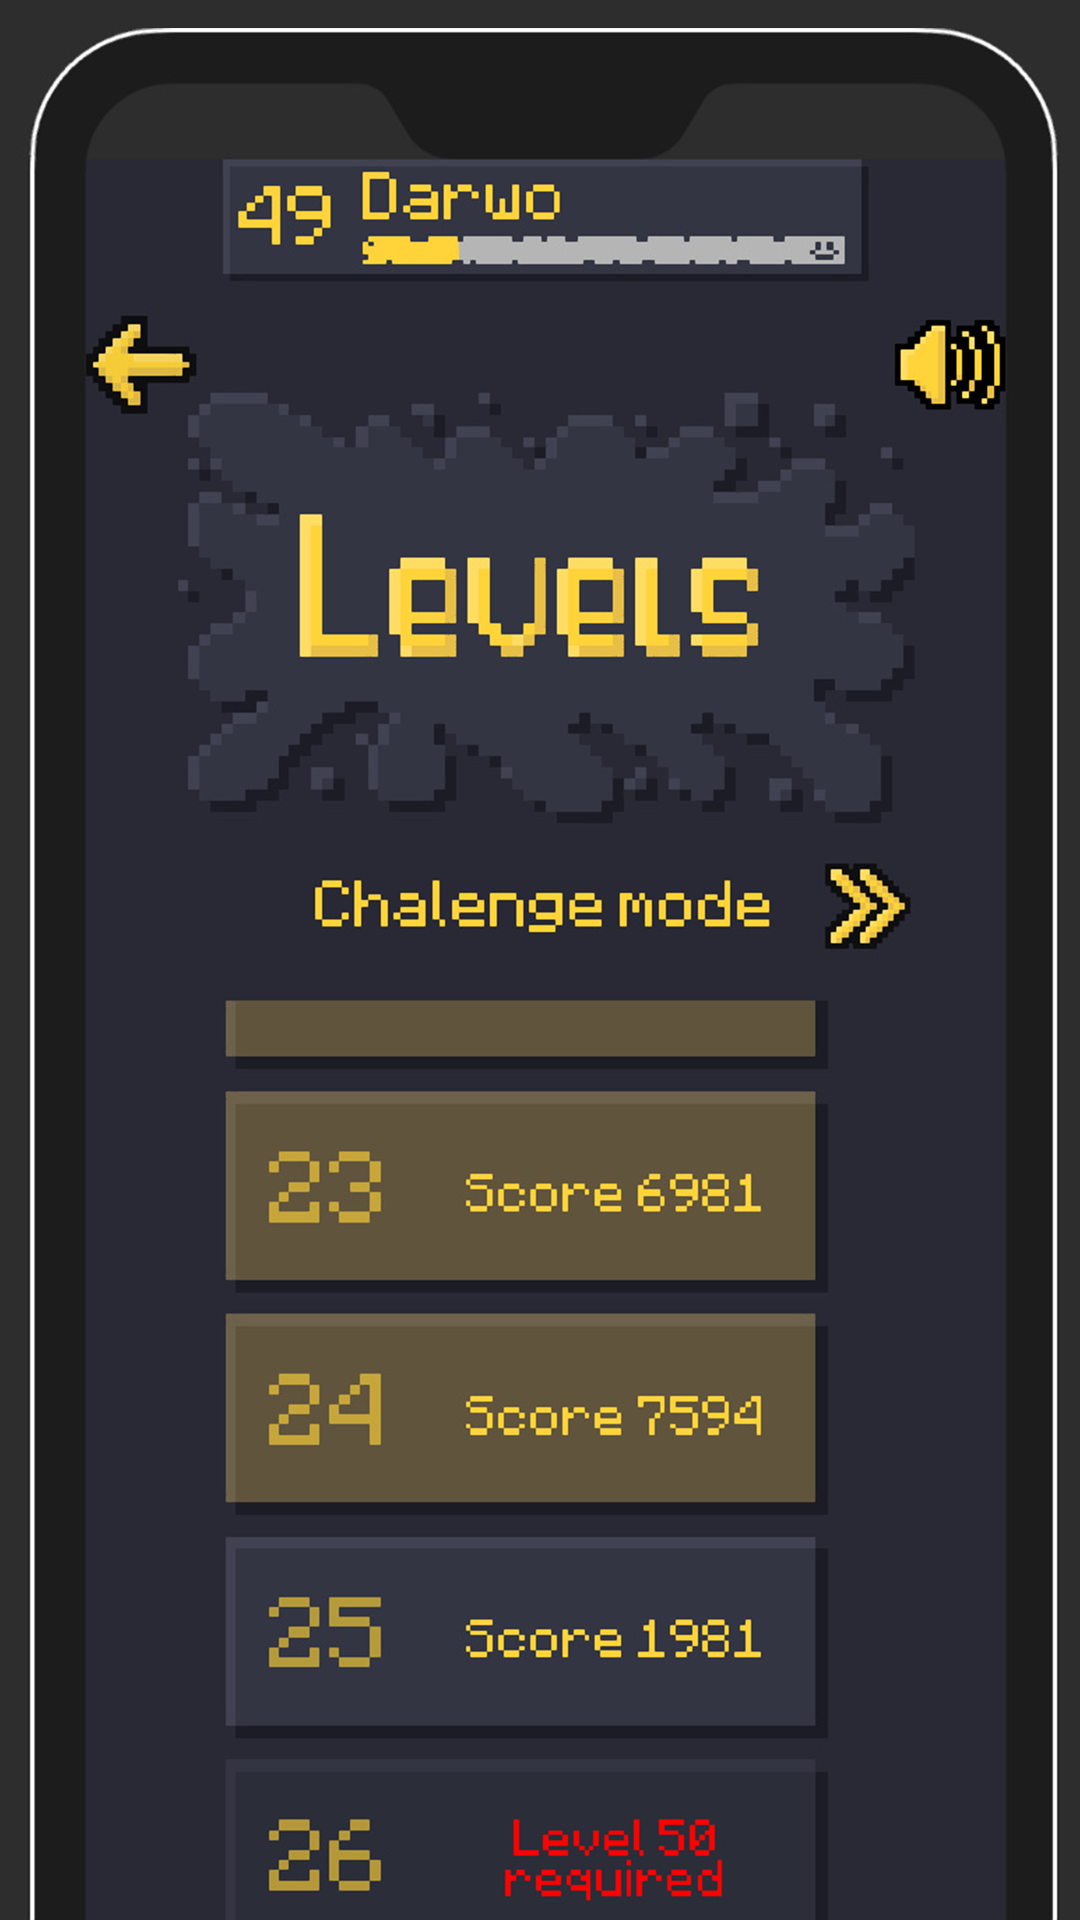 49 Darwo
Levels
Chalenge mode
23 Score 6981
24 Score 7594
25 Score 1981
26 Level 50
required